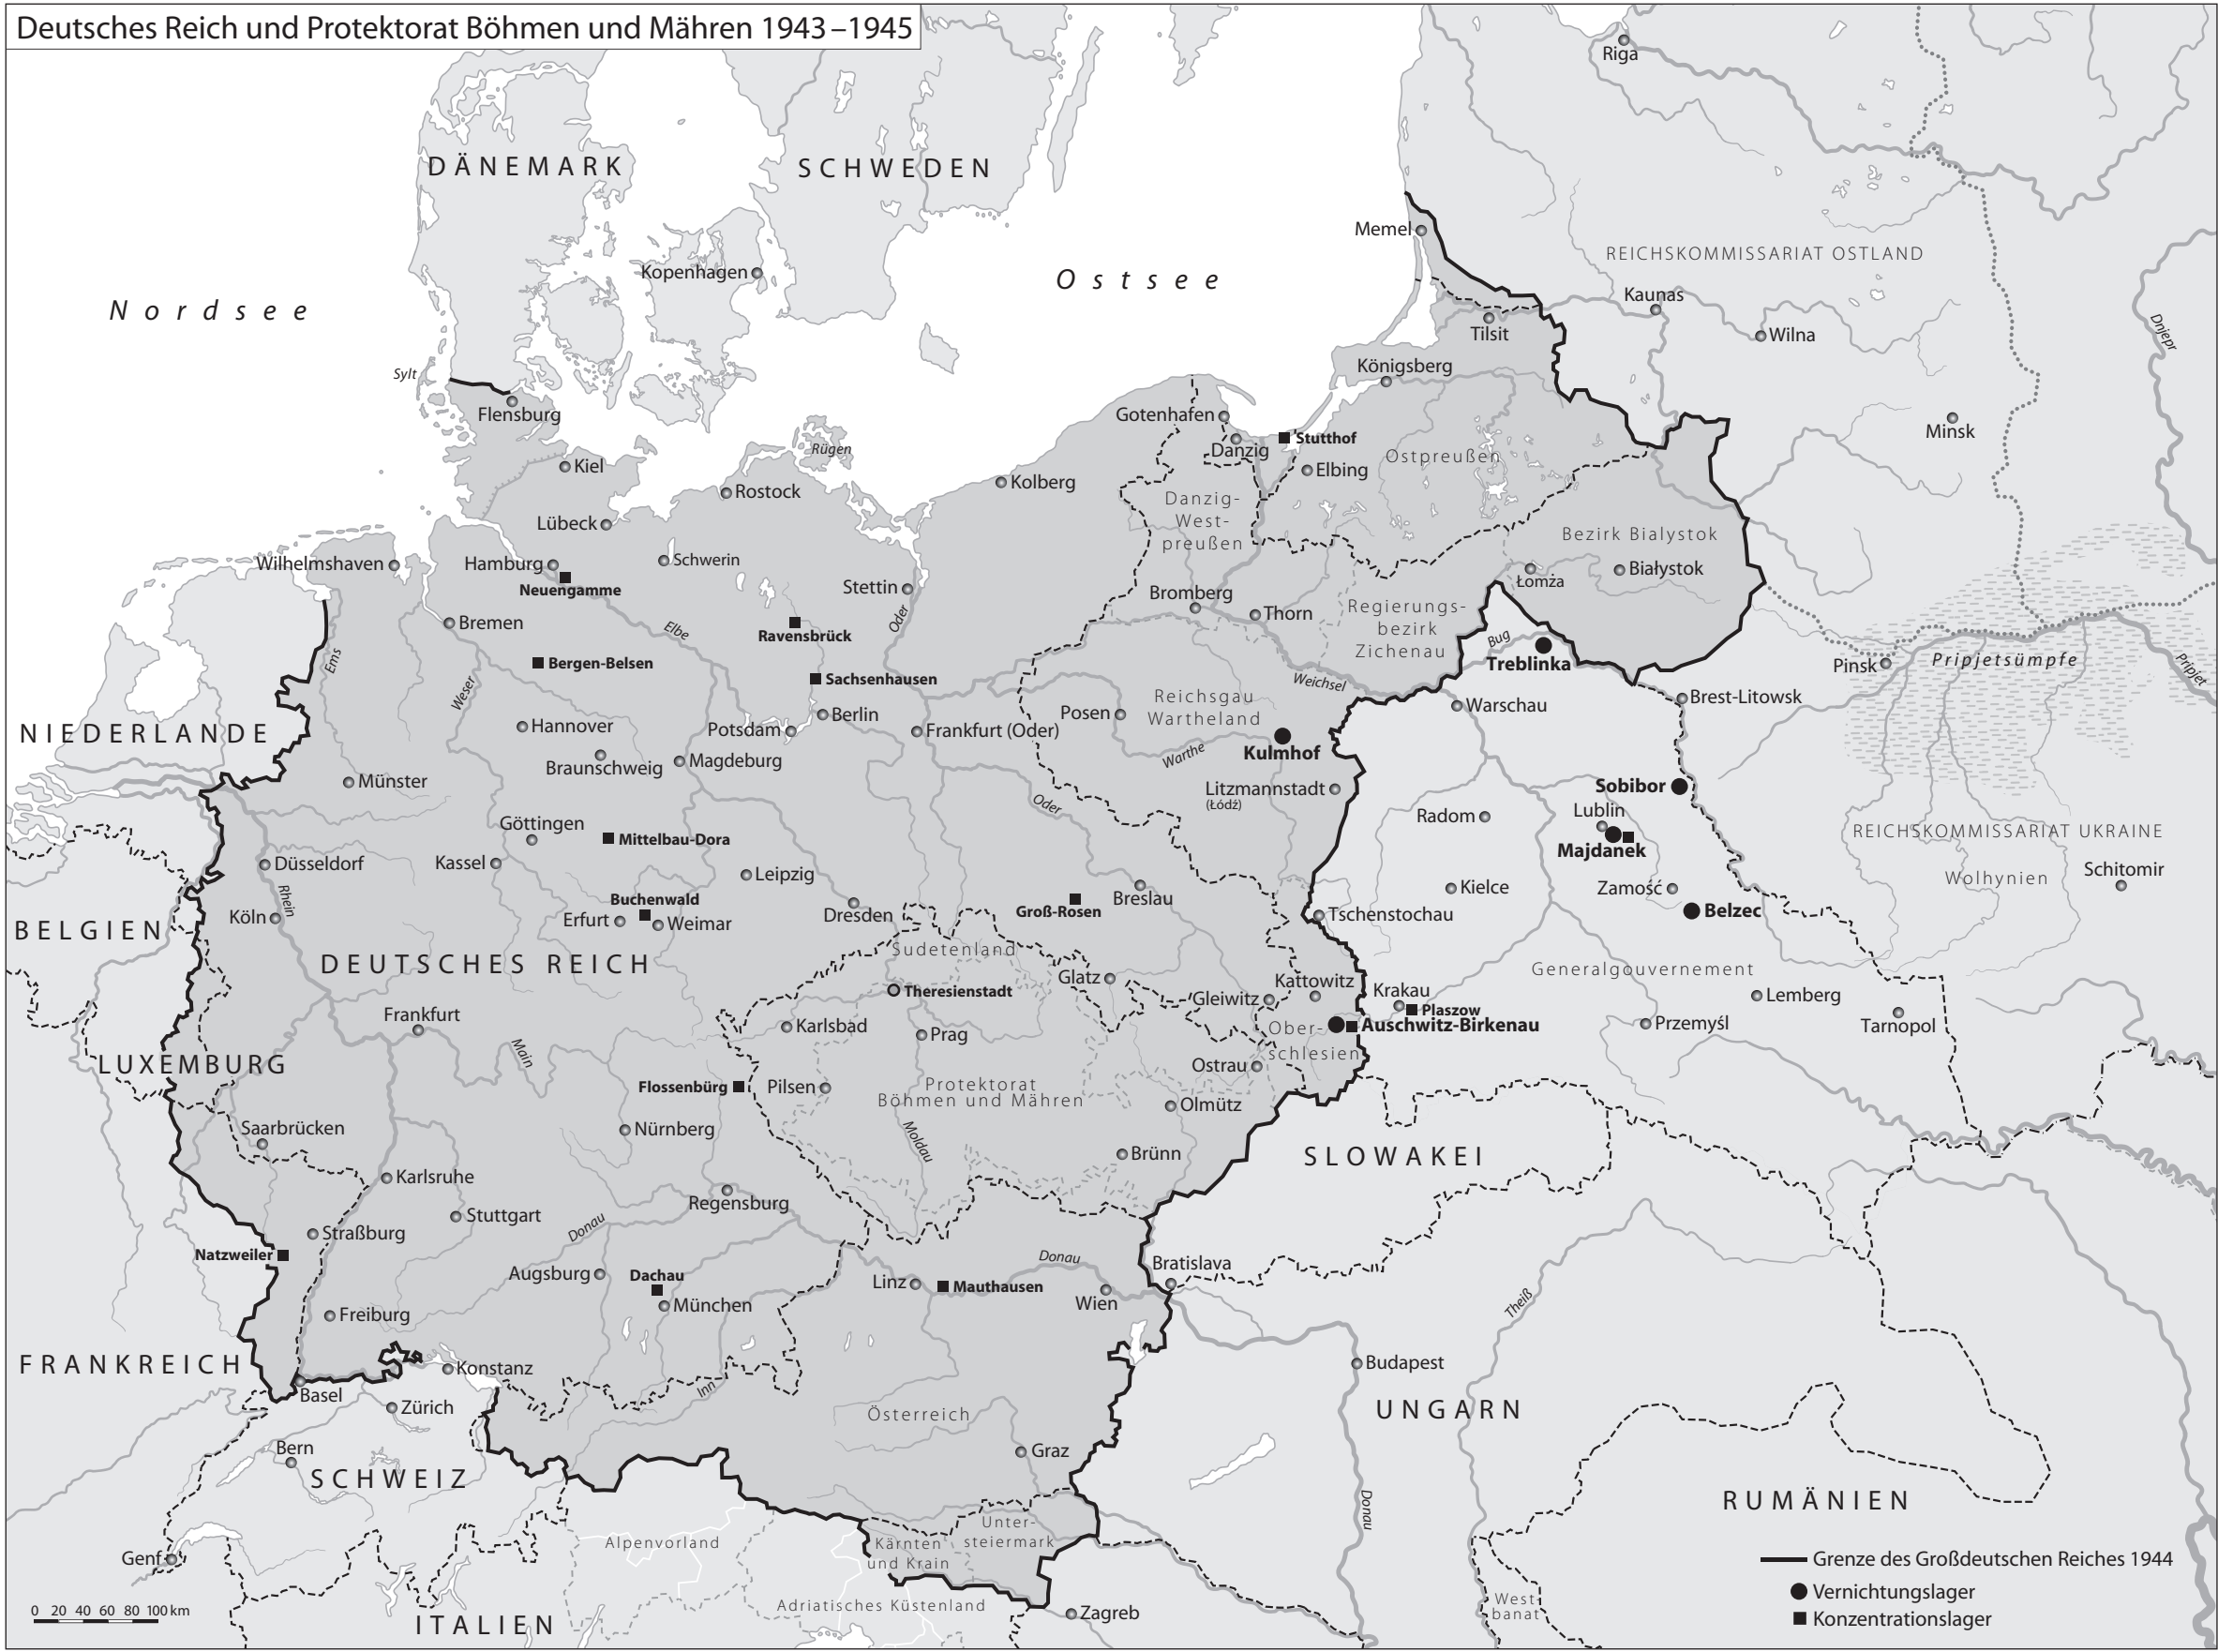 Deutsches Reich und Protektorat Böhmen und Mähren 1943–1945
Riga
DÄNEMARK
SCHWEDEN
Memel
REICHSKOMMISSARIAT OSTLAND
Kopenhagen
Ostsee
Nordsee
Kaunas
Dnjepr
Tilsit
Wilna
Sylt
Königsberg
Flensburg
Gotenhafen
Minsk
Stutthof
Rügen
Danzig
Ostpreußen
Kiel
Elbing
Kolberg
Rostock
Danzig-
West-
preußen
Lübeck
Bezirk Bialystok
Wilhelmshaven
Hamburg
Schwerin
Łomża
Białystok
Neuengamme
Stettin
Bromberg
Thorn
Regierungs-
bezirk
Zichenau
Bremen
Elbe
Oder
Ravensbrück
Bug
Ems
Bergen-Belsen
Treblinka
Pinsk
Pripjetsümpfe
Pripjet
Weser
Sachsenhausen
Weichsel
Reichsgau
Wartheland
Brest-Litowsk
Warschau
NIEDERLANDE
Hannover
Potsdam
Berlin
Frankfurt (Oder)
Posen
Kulmhof
Braunschweig
Magdeburg
Warthe
Münster
Sobibor
Litzmannstadt
(Łódź)
Oder
Lublin
Radom
Göttingen
Mittelbau-Dora
REICHSKOMMISSARIAT UKRAINE
Majdanek
Düsseldorf
Kassel
Leipzig
Schitomir
Wolhynien
Rhein
Kielce
Zamość
Buchenwald
Breslau
Groß-Rosen
Belzec
Köln
Erfurt
Weimar
Dresden
Tschenstochau
BELGIEN
DEUTSCHES REICH
Sudetenland
Generalgouvernement
Glatz
Kattowitz
Theresienstadt
Gleiwitz
Krakau
Lemberg
Plaszow
Frankfurt
Karlsbad
Prag
Ober-
schlesien
Auschwitz-Birkenau
Przemyśl
Tarnopol
Main
LUXEMBURG
Ostrau
Flossenbürg
Pilsen
Protektorat
Böhmen und Mähren
Olmütz
Saarbrücken
Nürnberg
Moldau
Brünn
SLOWAKEI
Karlsruhe
Regensburg
Stuttgart
Donau
Straßburg
Natzweiler
Donau
Bratislava
Augsburg
Dachau
Linz
Mauthausen
Wien
München
Theiß
Freiburg
FRANKREICH
Konstanz
Budapest
Basel
Inn
Zürich
Österreich
UNGARN
Bern
Graz
SCHWEIZ
RUMÄNIEN
Donau
Unter-
steiermark
Alpenvorland
Kärnten
und Krain
Genf
Grenze des Großdeutschen Reiches 1944
Vernichtungslager
Konzentrationslager
West-
banat
Adriatisches Küstenland
0 20 40 60 80 100 km
ITALIEN
Zagreb